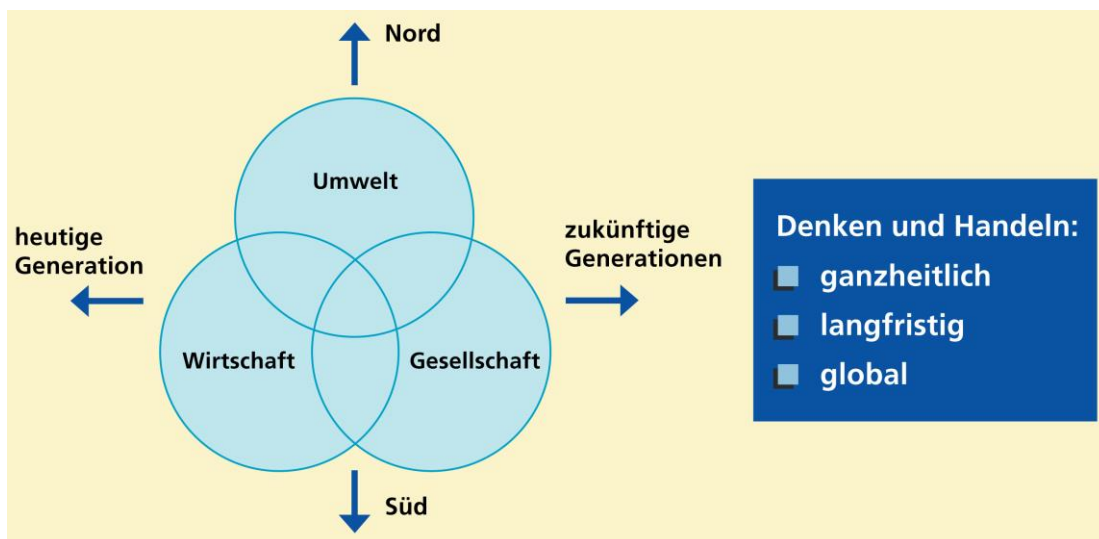 Nord
Umwelt
heutige
Generation
zukünftige
Generationen
Wirtschaft
Gesellschaft
Süd
Denken und Handeln:
ganzheitlich
langfristig
global